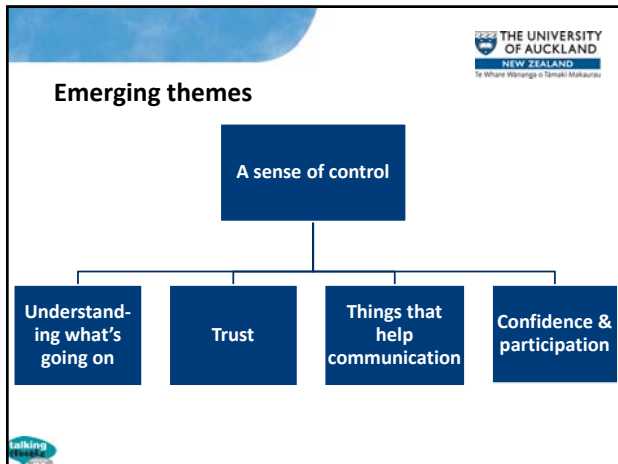 THE UNIVERSITY
OF AUCKLAND
NEW ZEALAND
Te Whare Wānanga o Tāmaki Makaurau
Emerging themes
A sense of control
Understand-
ing what's
going on
Trust
Things that
help
communication
Confidence &
participation
talking